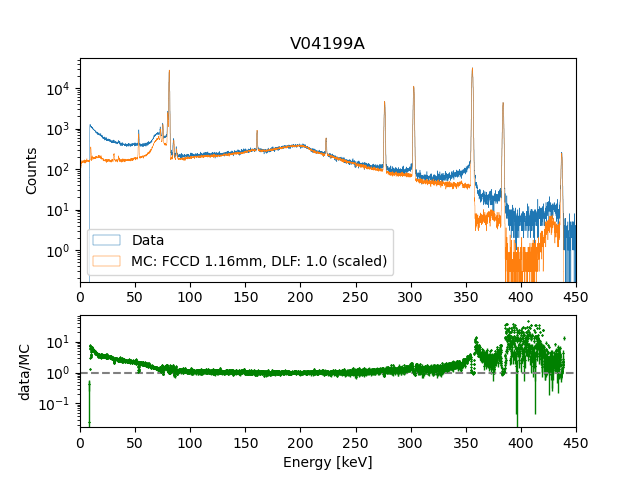 V04199A
Counts
10⁴
10³
10²
10¹
10⁰
Data
MC: FCCD 1.16mm, DLF: 1.0 (scaled)
0 50 100 150 200 250 300 350 400 450
data/MC
10¹
10⁰
10⁻¹
0 50 100 150 200 250 300 350 400 450
Energy [keV]